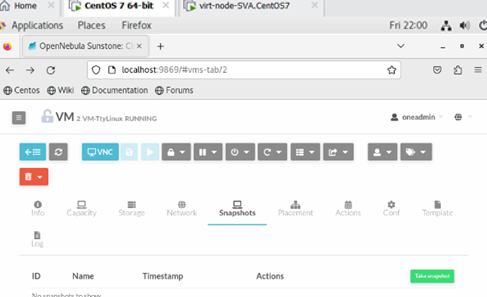 Home
CentOS 7 64-bit
virt-node-SVA.CentOS7
Applications Places Firefox Fri 22:00
OpenNebula Sunstone: Cl
localhost:9869/#vms-tab/2
Centos Wiki Documentation Forums
VM 2 VM-TtyLinux RUNNING oneadmin
VNC
Info Capacity Storage Network Snapshots Placement Actions Conf Template
Log
ID Name Timestamp Actions Take snapshot
No snapshots to show